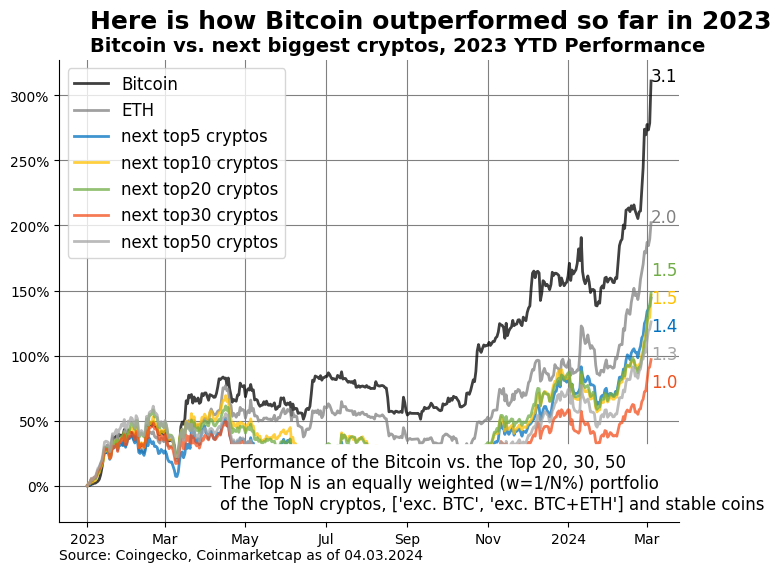 Here is how Bitcoin outperformed so far in 2023
Bitcoin vs. next biggest cryptos, 2023 YTD Performance
Bitcoin
ETH
next top5 cryptos
next top10 cryptos
next top20 cryptos
next top30 cryptos
next top50 cryptos
300%
250%
200%
150%
100%
50%
0%
3.1
2.0
1.5
1.5
1.4
1.3
1.0
Performance of the Bitcoin vs. the Top 20, 30, 50
The Top N is an equally weighted (w=1/N%) portfolio
of the TopN cryptos, ['exc. BTC', 'exc. BTC+ETH'] and stable coins
2023 Mar May Jul Sep Nov 2024 Mar
Source: Coingecko, Coinmarketcap as of 04.03.2024